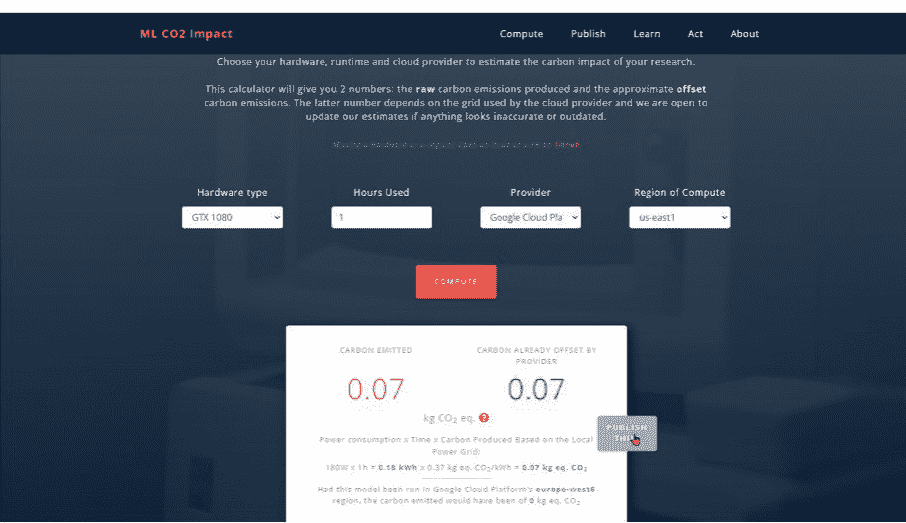 ML CO2 Impact
Compute Publish Learn Act About
Choose your hardware, runtime and cloud provider to estimate the carbon impact of your research.
This calculator will give you 2 numbers: the raw carbon emissions produced and the approximate offset
carbon emissions. The latter number depends on the grid used by the cloud provider and we are open to
update our estimates if anything looks inaccurate or outdated.
Hardware type Hours Used Provider Region of Compute
GTX 1080 1 Google Cloud Pla us-east1
COMPUTE
CARBON EMITTED CARBON ALREADY OFFSET BY
PROVIDER
0.07 0.07
kg CO2 eq. ?
PUBLISH
THIS
Power consumption x Time x Carbon Produced Based on the Local
Power Grid:
180W x 1h = 0.18 kWh x 0.37 kg eq. CO2/kWh = 0.07 kg eq. CO2
Had this model been run in Google Cloud Platform's europe-west6
region, the carbon emitted would have been of 0 kg eq. CO2